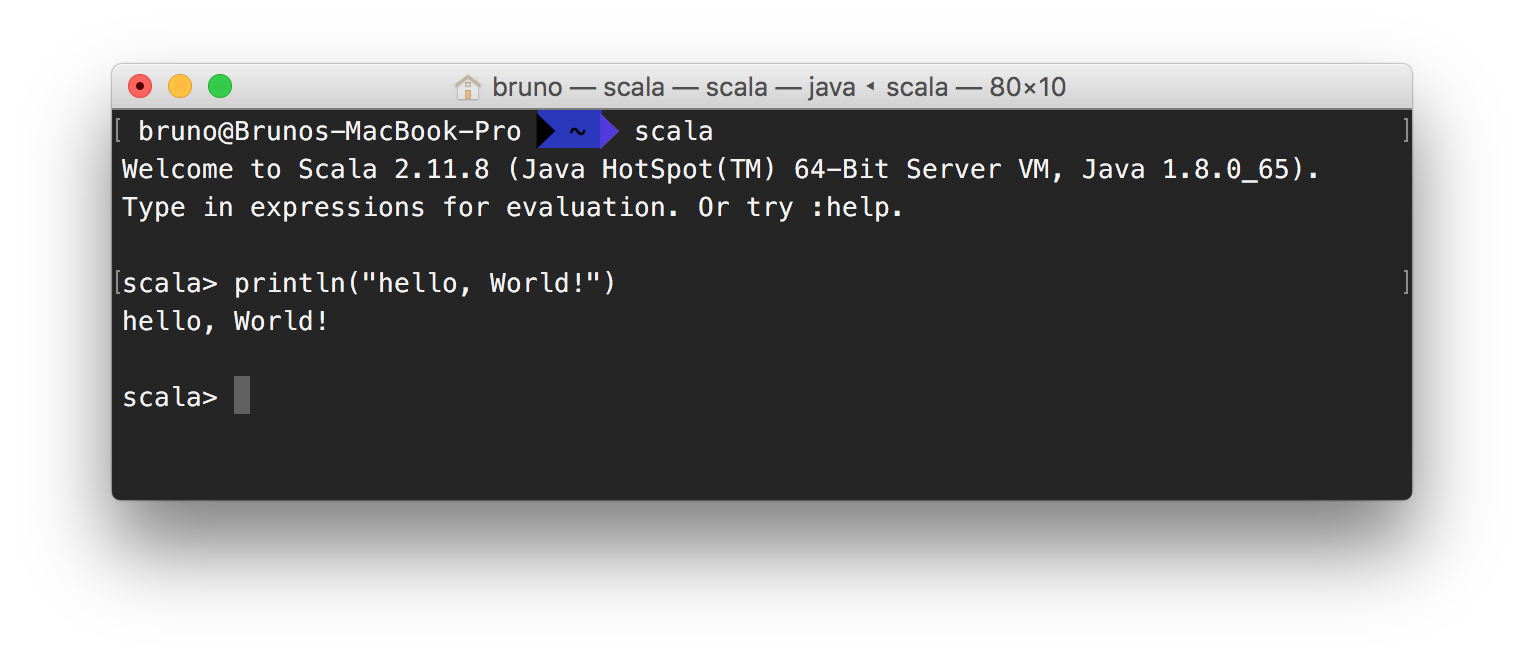 bruno — scala — scala — java ◂ scala — 80×10
[ bruno@Brunos-MacBook-Pro ~ scala ]
Welcome to Scala 2.11.8 (Java HotSpot(TM) 64-Bit Server VM, Java 1.8.0_65).
Type in expressions for evaluation. Or try :help.
[scala> println("hello, World!") ]
hello, World!
scala>